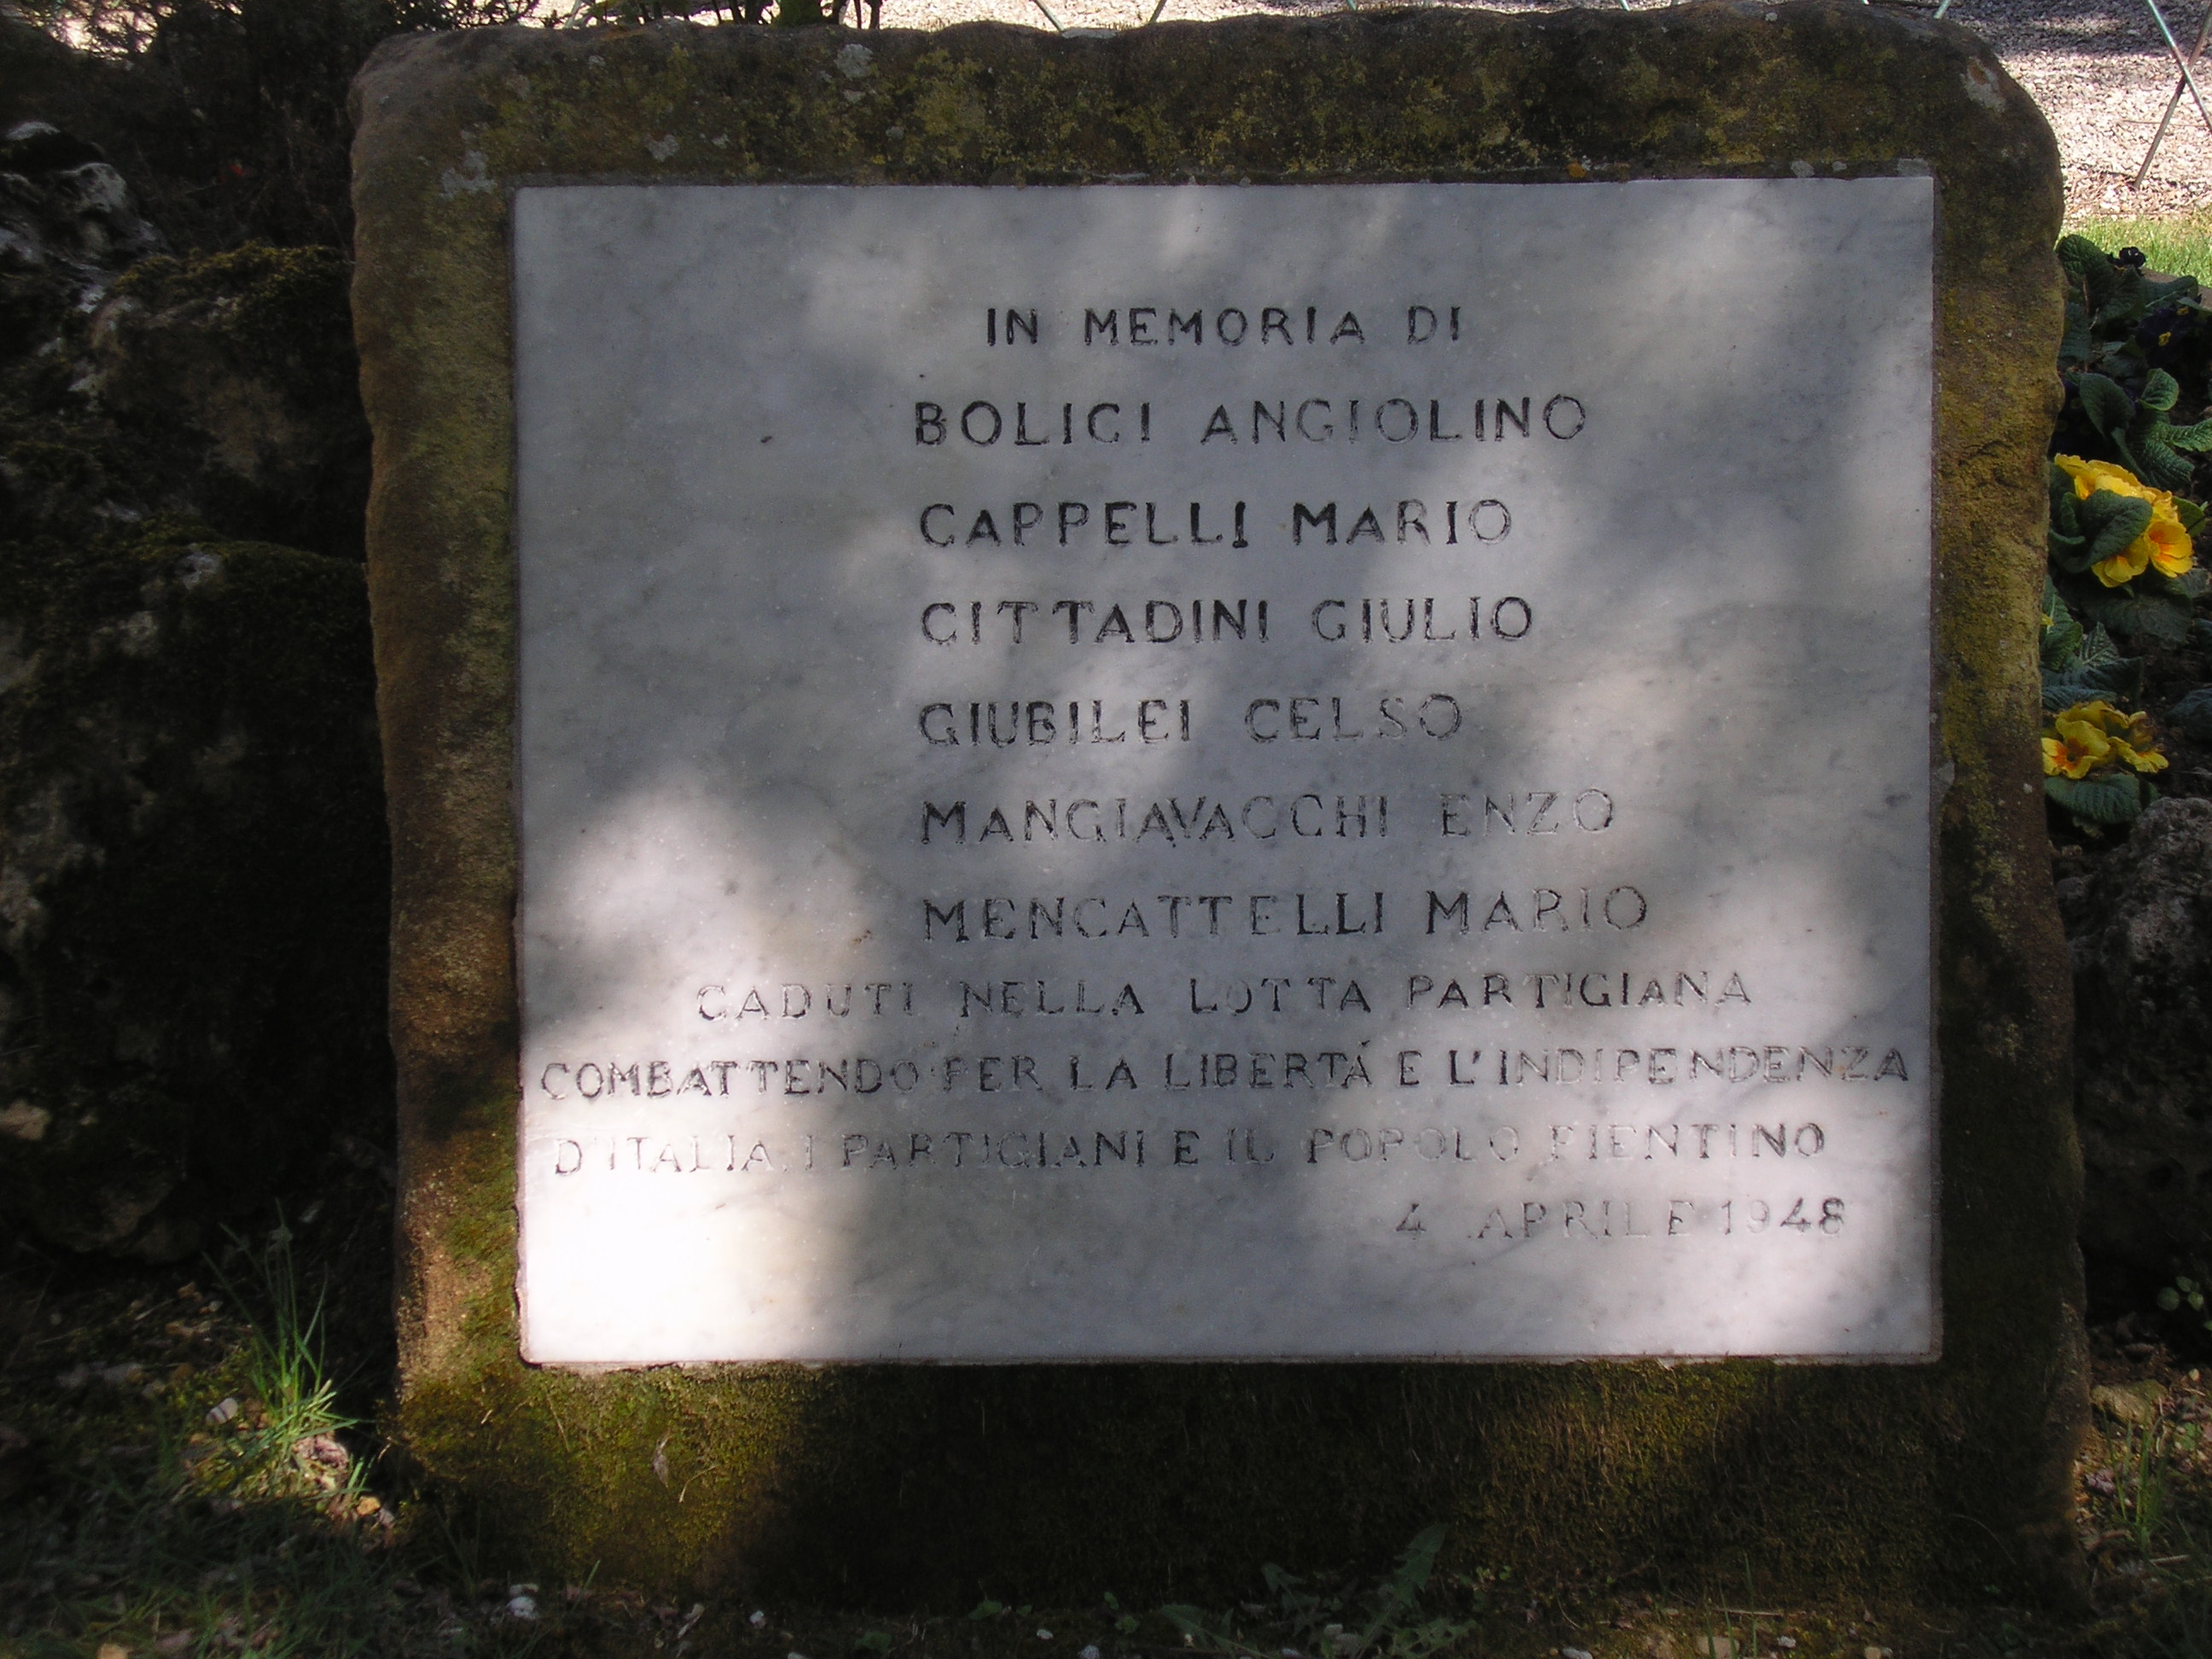 IN MEMORIA DI
BOLICI ANGIOLINO
CAPPELLI MARIO
CITTADINI GIULIO
GIUBILEI CELSO
MANGIAVACCHI ENZO
MENCATTELLI MARIO
CADUTI NELLA LOTTA PARTIGIANA
COMBATTENDO PER LA LIBERTÁ E L'INDIPENDENZA
D'ITALIA. I PARTIGIANI E IL POPOLO PIENTINO
4 APRILE 1948